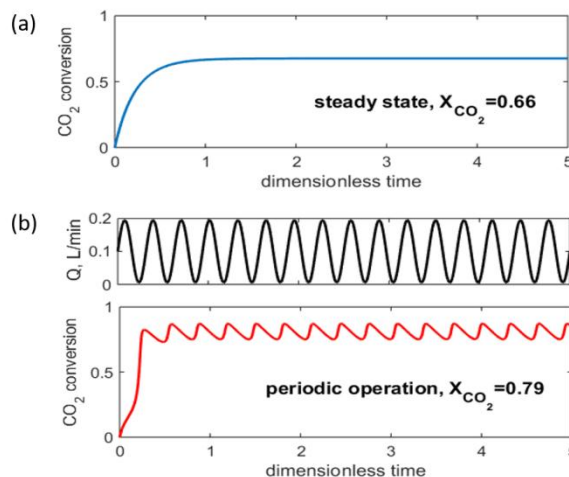 (a)
1
0.5
0
CO₂ conversion
steady state, X_CO₂=0.66
0 1 2 3 4 5
dimensionless time
(b)
0.2
0.1
0
Q, L/min
1
0.5
0
CO₂ conversion
periodic operation, X_CO₂=0.79
0 1 2 3 4 5
dimensionless time